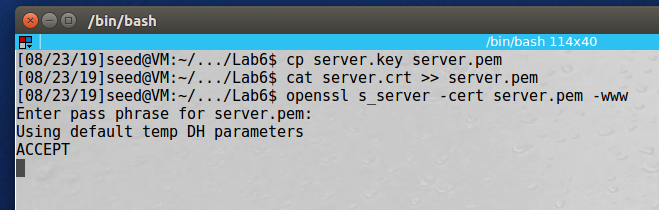 /bin/bash
/bin/bash 114x40
[08/23/19]seed@VM:~/.../Lab6$ cp server.key server.pem
[08/23/19]seed@VM:~/.../Lab6$ cat server.crt >> server.pem
[08/23/19]seed@VM:~/.../Lab6$ openssl s_server -cert server.pem -www
Enter pass phrase for server.pem:
Using default temp DH parameters
ACCEPT